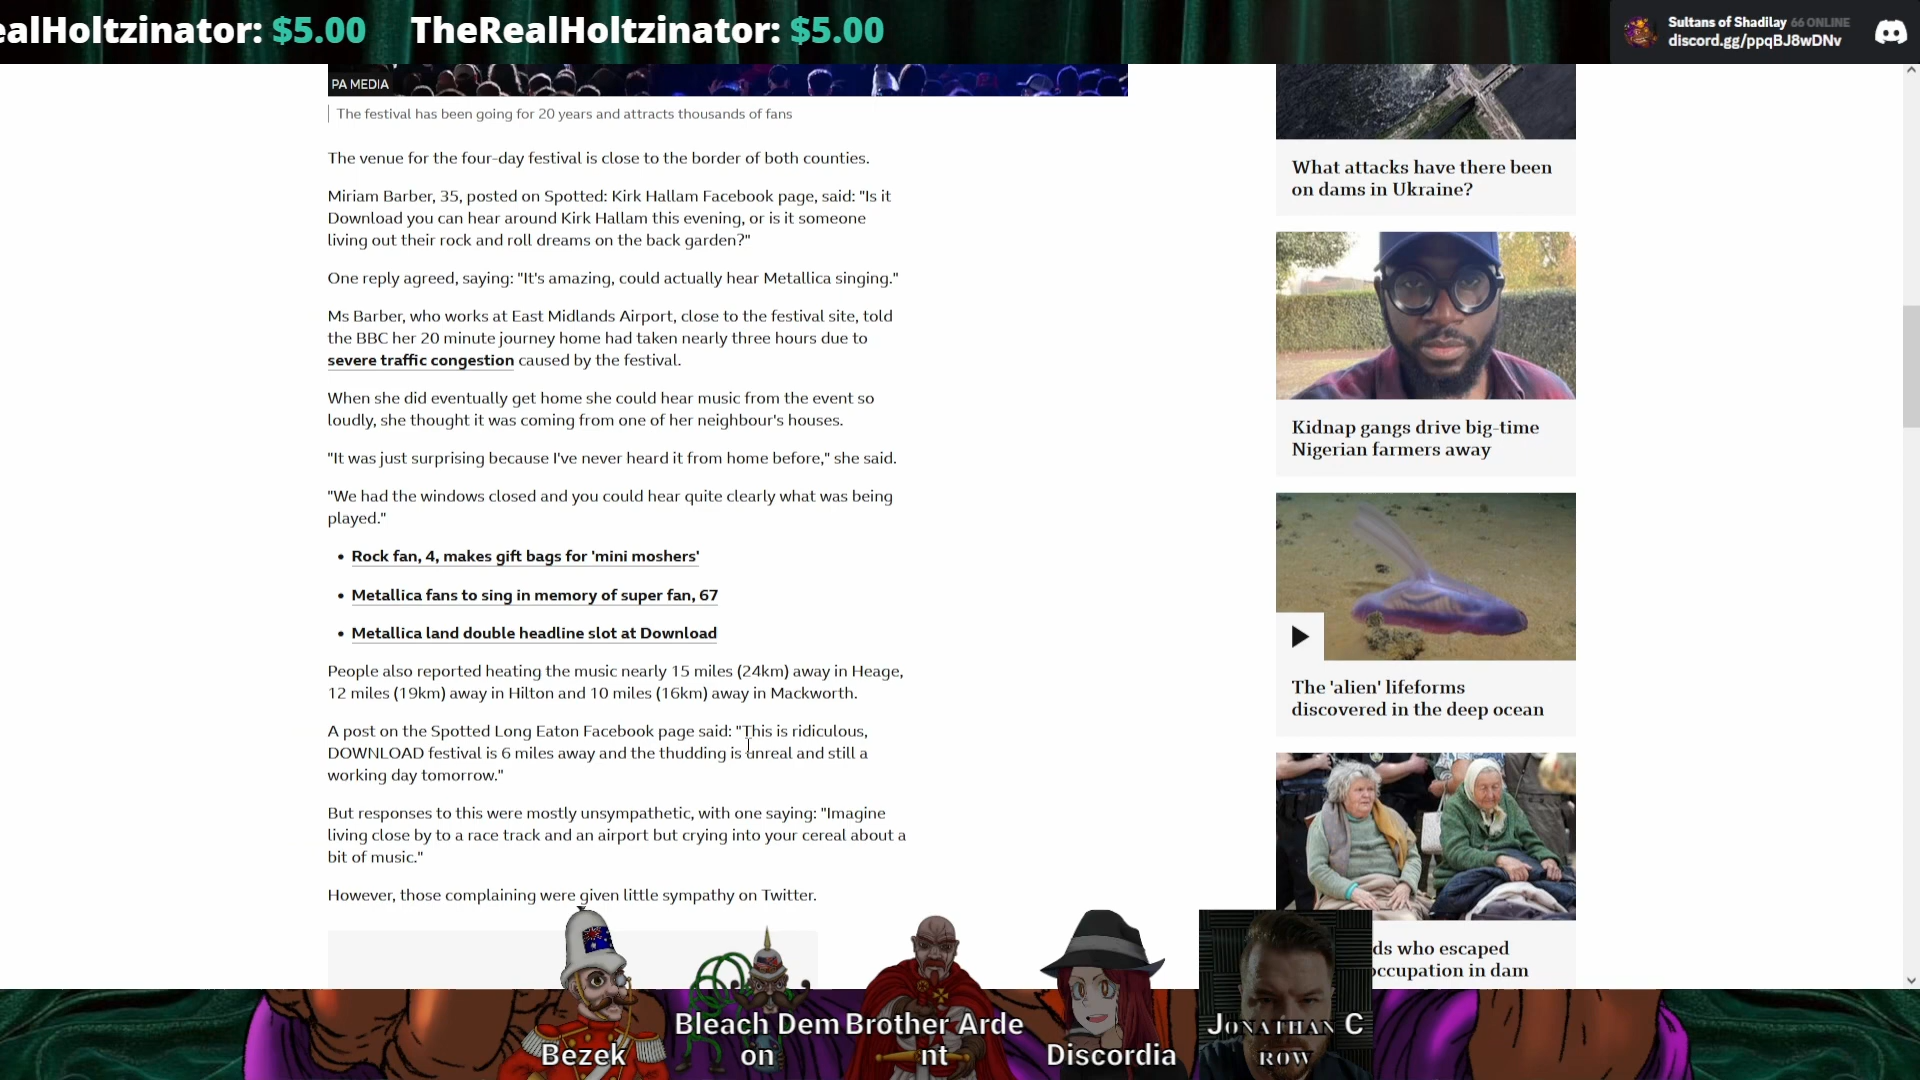 ealHoltzinator: $5.00 TheRealHoltzinator: $5.00
Sultans of Shadilay 66 ONLINE
discord.gg/ppqBJ8wDNv
PA MEDIA
The festival has been going for 20 years and attracts thousands of fans
The venue for the four-day festival is close to the border of both counties.
Miriam Barber, 35, posted on Spotted: Kirk Hallam Facebook page, said: "Is it
Download you can hear around Kirk Hallam this evening, or is it someone
living out their rock and roll dreams on the back garden?"
One reply agreed, saying: "It's amazing, could actually hear Metallica singing."
Ms Barber, who works at East Midlands Airport, close to the festival site, told
the BBC her 20 minute journey home had taken nearly three hours due to
severe traffic congestion caused by the festival.
When she did eventually get home she could hear music from the event so
loudly, she thought it was coming from one of her neighbour's houses.
"It was just surprising because I've never heard it from home before," she said.
"We had the windows closed and you could hear quite clearly what was being
played."
• Rock fan, 4, makes gift bags for 'mini moshers'
• Metallica fans to sing in memory of super fan, 67
• Metallica land double headline slot at Download
People also reported heating the music nearly 15 miles (24km) away in Heage,
12 miles (19km) away in Hilton and 10 miles (16km) away in Mackworth.
A post on the Spotted Long Eaton Facebook page said: "This is ridiculous,
DOWNLOAD festival is 6 miles away and the thudding is unreal and still a
working day tomorrow."
But responses to this were mostly unsympathetic, with one saying: "Imagine
living close by to a race track and an airport but crying into your cereal about a
bit of music."
However, those complaining were given little sympathy on Twitter.
What attacks have there been
on dams in Ukraine?
Kidnap gangs drive big-time
Nigerian farmers away
The 'alien' lifeforms
discovered in the deep ocean
ds who escaped
occupation in dam
Bezek
Bleach Dem
on
Brother Arde
nt
Discordia
JONATHAN C
ROW